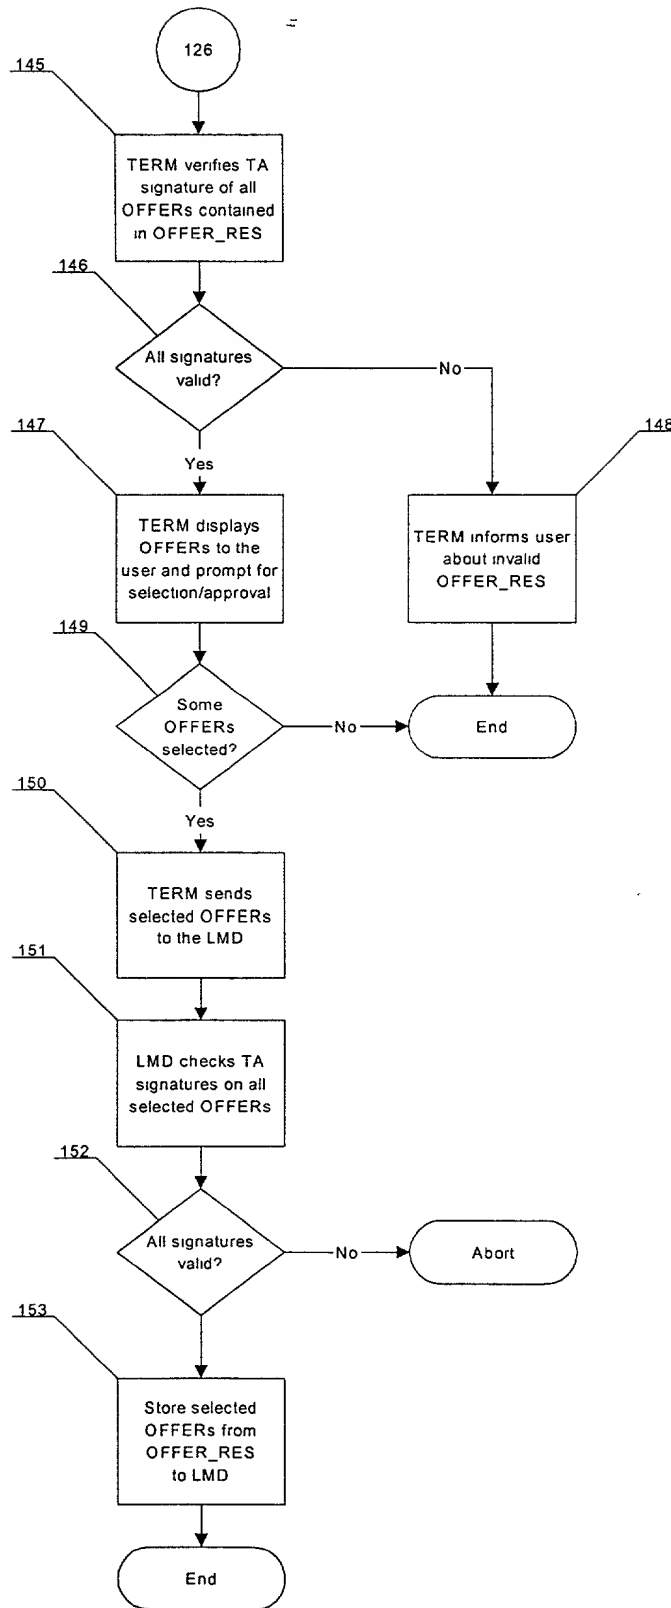 126
145
TERM verifies TA
signature of all
OFFERs contained
in OFFER_RES
146
All signatures
valid?
No
147
148
Yes
TERM displays
OFFERs to the
user and prompt for
selection/approval
TERM informs user
about invalid
OFFER_RES
149
Some
OFFERs
selected?
No
End
150
Yes
TERM sends
selected OFFERs
to the LMD
151
LMD checks TA
signatures on all
selected OFFERs
152
All signatures
valid?
No
Abort
153
Store selected
OFFERs from
OFFER_RES
to LMD
End